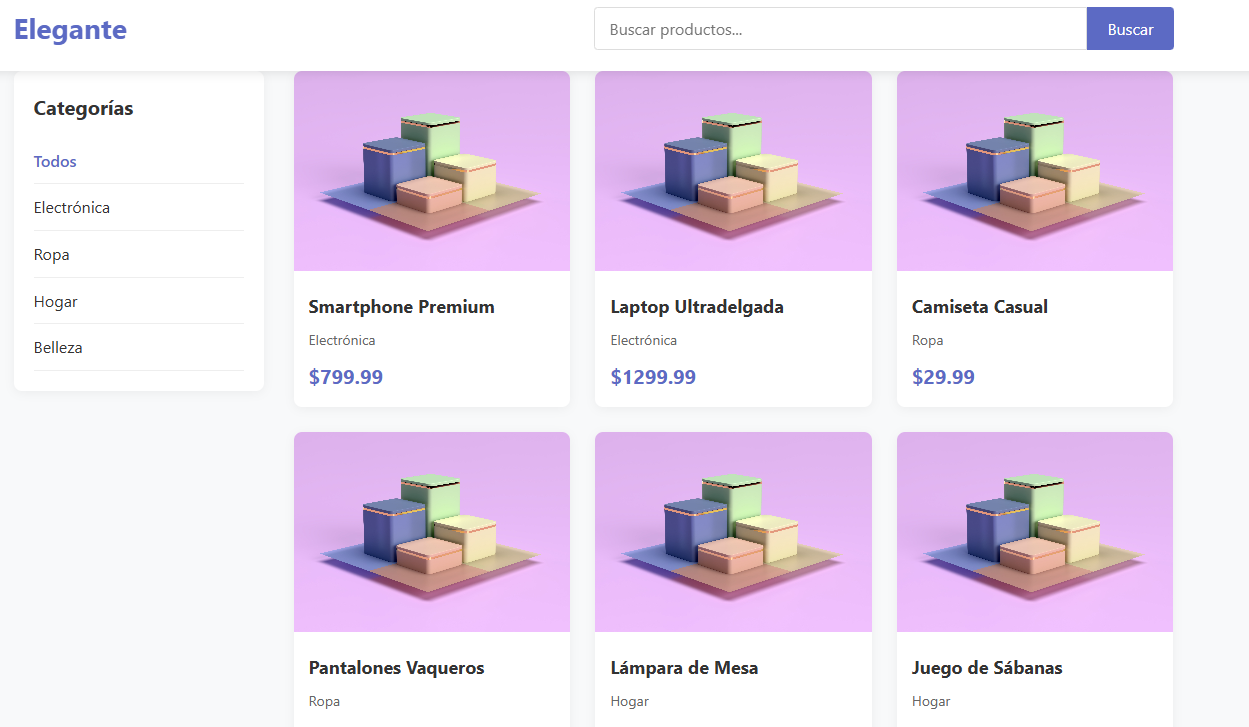 Elegante
Buscar productos...
Buscar
Categorías
Todos
Electrónica
Ropa
Hogar
Belleza
Smartphone Premium
Electrónica
$799.99
Laptop Ultradelgada
Electrónica
$1299.99
Camiseta Casual
Ropa
$29.99
Pantalones Vaqueros
Ropa
Lámpara de Mesa
Hogar
Juego de Sábanas
Hogar